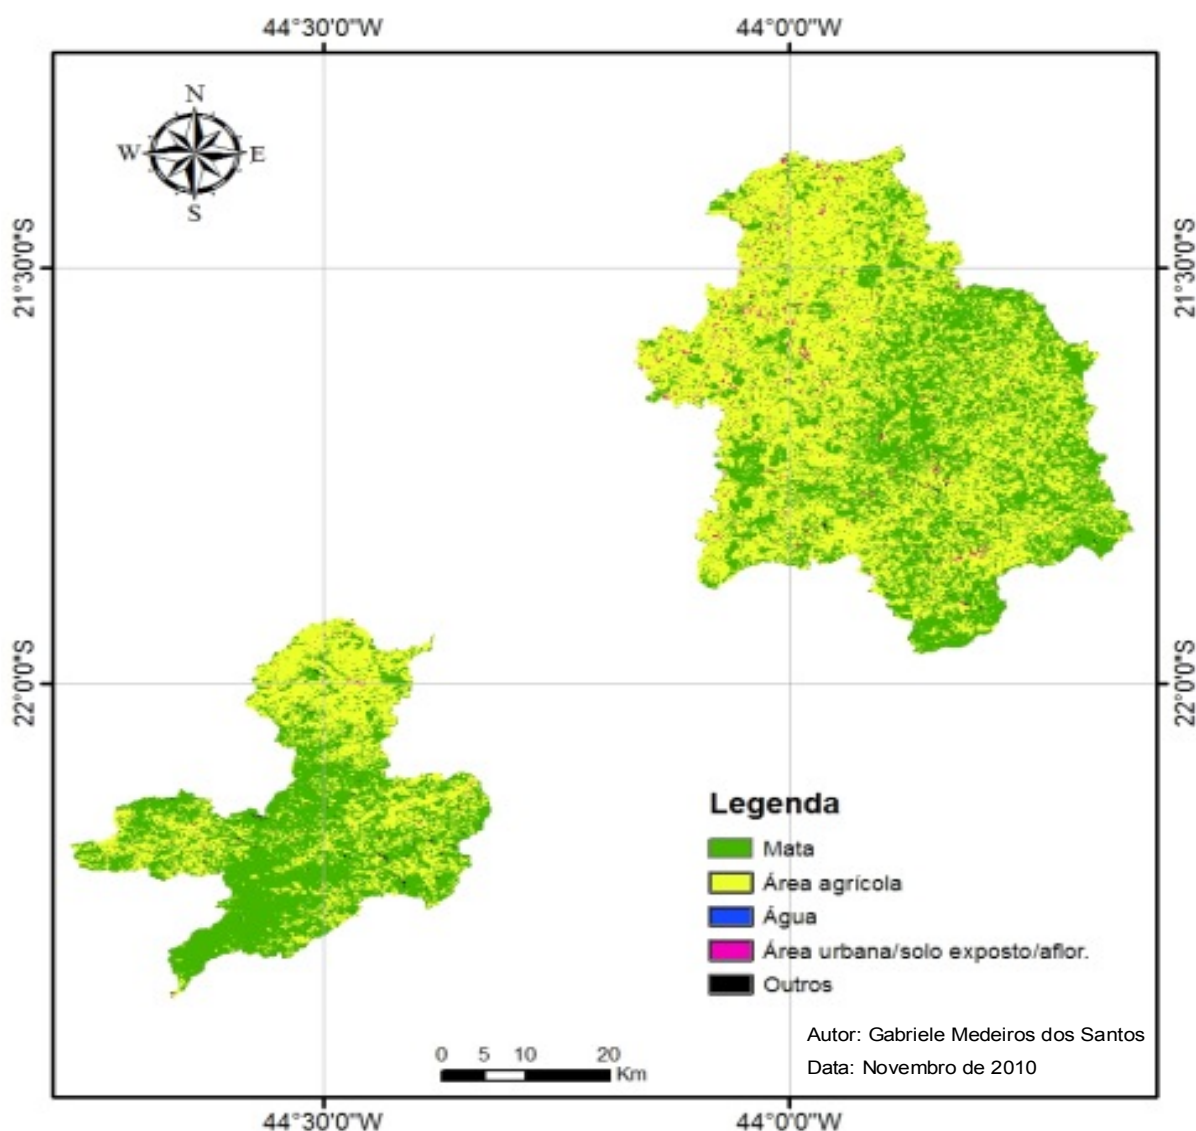 44°30'0"W
44°0'0"W
N
W
E
S
21°30'0"S
21°30'0"S
22°0'0"S
22°0'0"S
Legenda
Mata
Área agrícola
Água
Área urbana/solo exposto/aflor.
Outros
Autor: Gabriele Medeiros dos Santos
Data: Novembro de 2010
0 5 10 20
Km
44°30'0"W
44°0'0"W